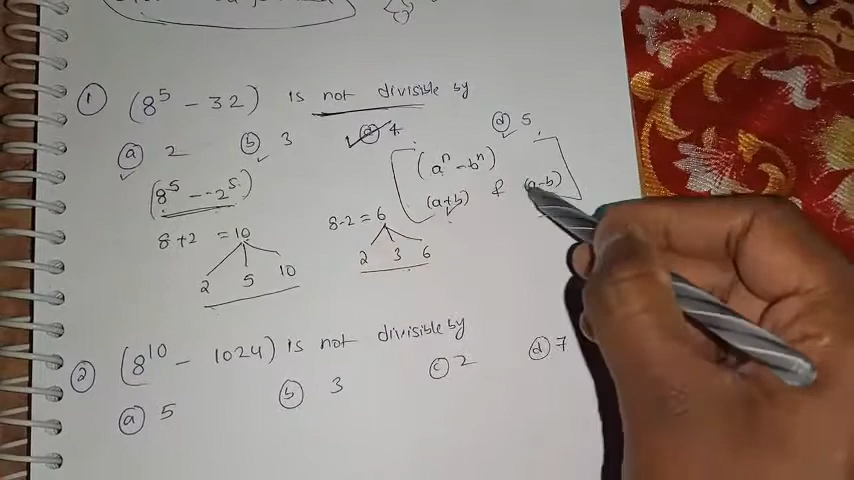 ① (8⁵ - 32) is not divisible by
ⓐ 2 ⓑ 3 ⓓ 4 ⓓ 5
(aⁿ - bⁿ)
(8⁵ - 2⁵) (a+b) & (a-b)
8+2 = 10 8-2 = 6
2 5 10 2 3 6
② (8¹⁰ - 1024) is not divisible by
ⓐ 5 ⓑ 3 ⓒ 2 ⓓ 7